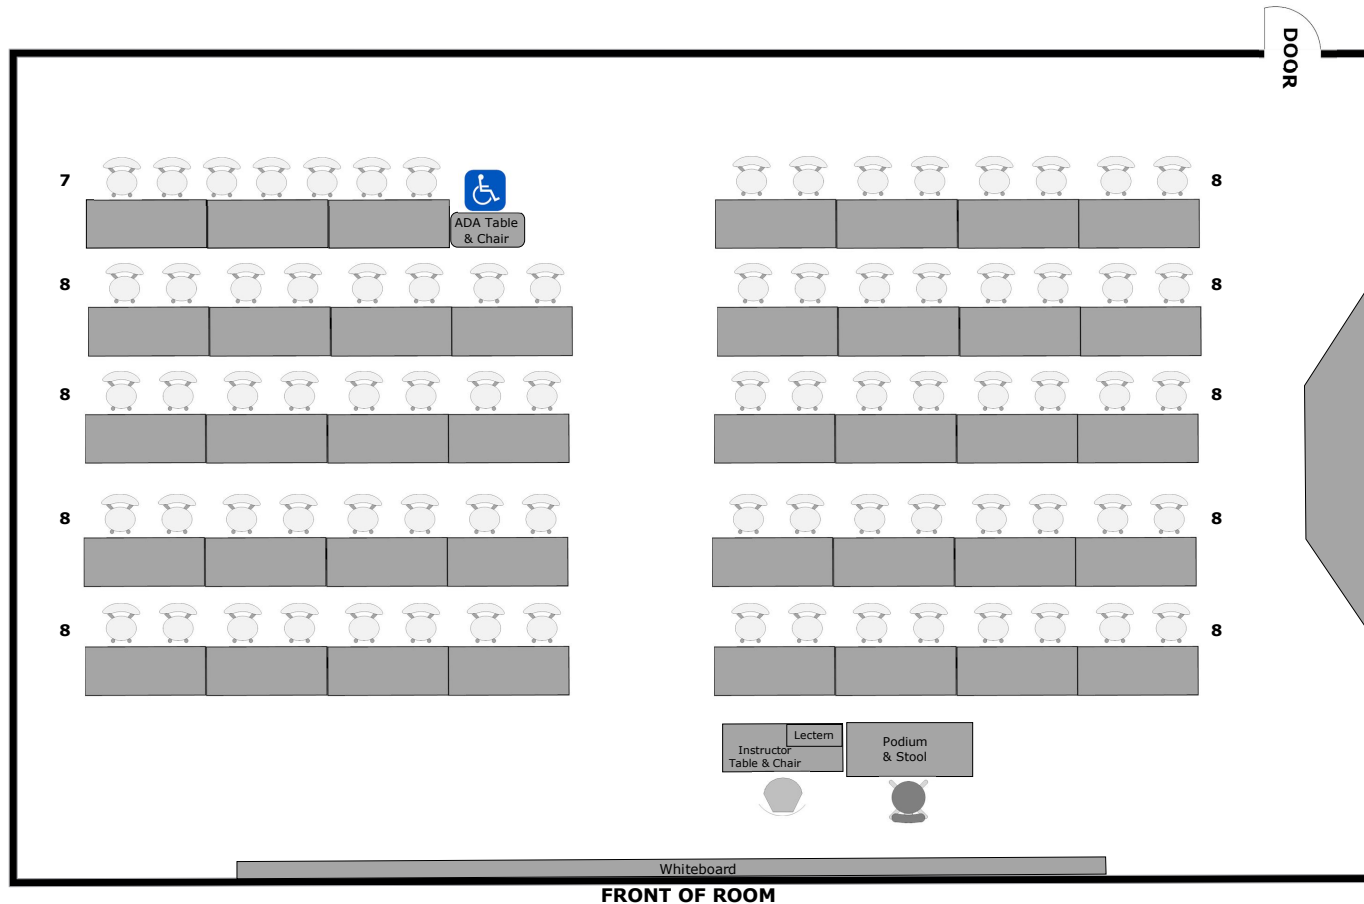 DOOR
7
8
ADA Table
& Chair
8
8
8
8
8
8
8
8
Lectern
Instructor
Table & Chair
Podium
& Stool
Whiteboard
FRONT OF ROOM